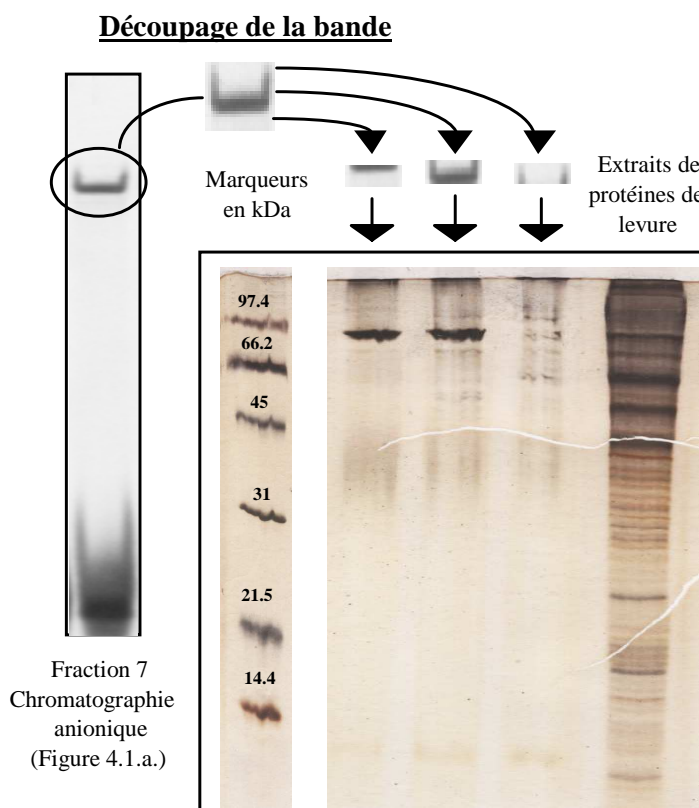 Découpage de la bande
Marqueurs
en kDa
Extraits de
protéines de
levure
97.4
66.2
45
31
21.5
14.4
Fraction 7
Chromatographie
anionique
(Figure 4.1.a.)